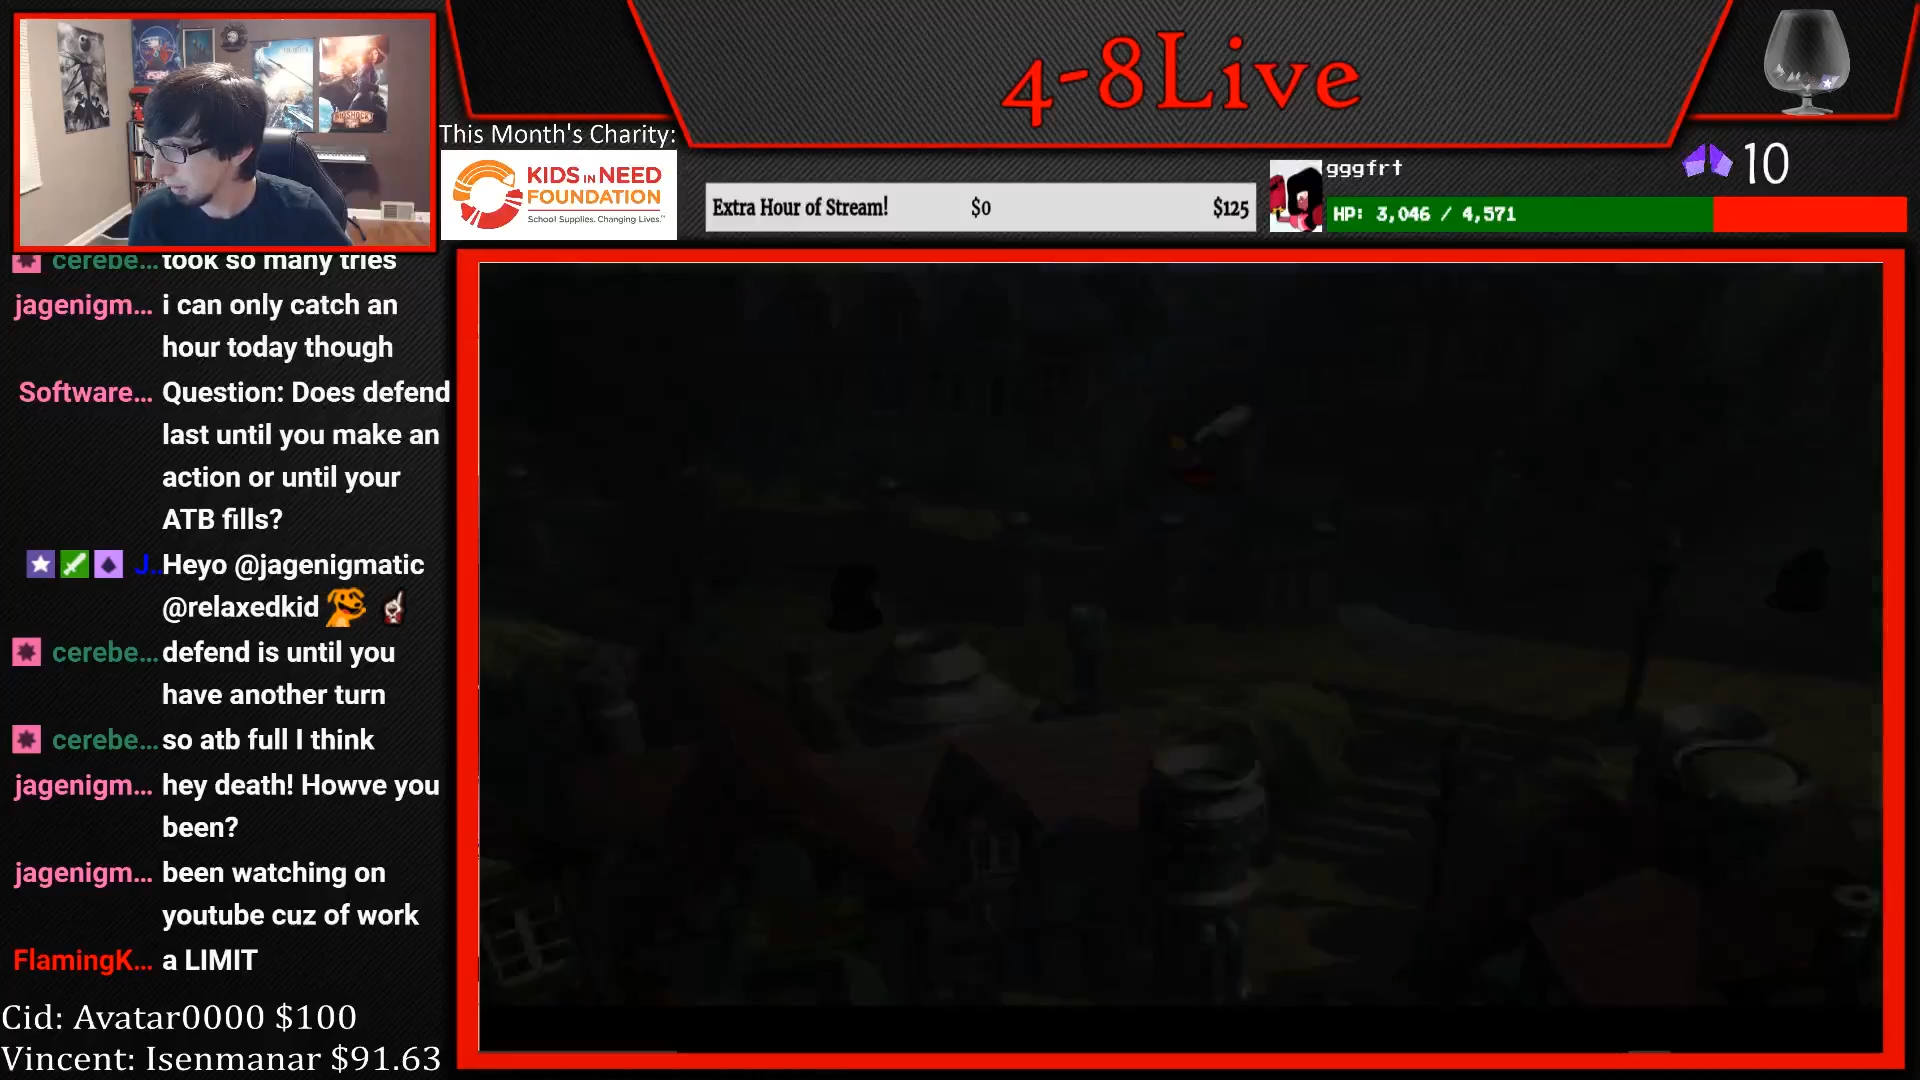 4-8Live
This Month's Charity:
KIDS IN NEED
FOUNDATION
School Supplies. Changing Lives.™
Extra Hour of Stream! $0 $125
gggfrt
10
HP: 3,046 / 4,571
cerebe... took so many tries
jagenigm... i can only catch an
hour today though
Software... Question: Does defend
last until you make an
action or until your
ATB fills?
J... Heyo @jagenigmatic
@relaxedkid
cerebe... defend is until you
have another turn
cerebe... so atb full I think
jagenigm... hey death! Howve you
been?
jagenigm... been watching on
youtube cuz of work
FlamingK... a LIMIT
Cid: Avatar0000 $100
Vincent: Isenmanar $91.63